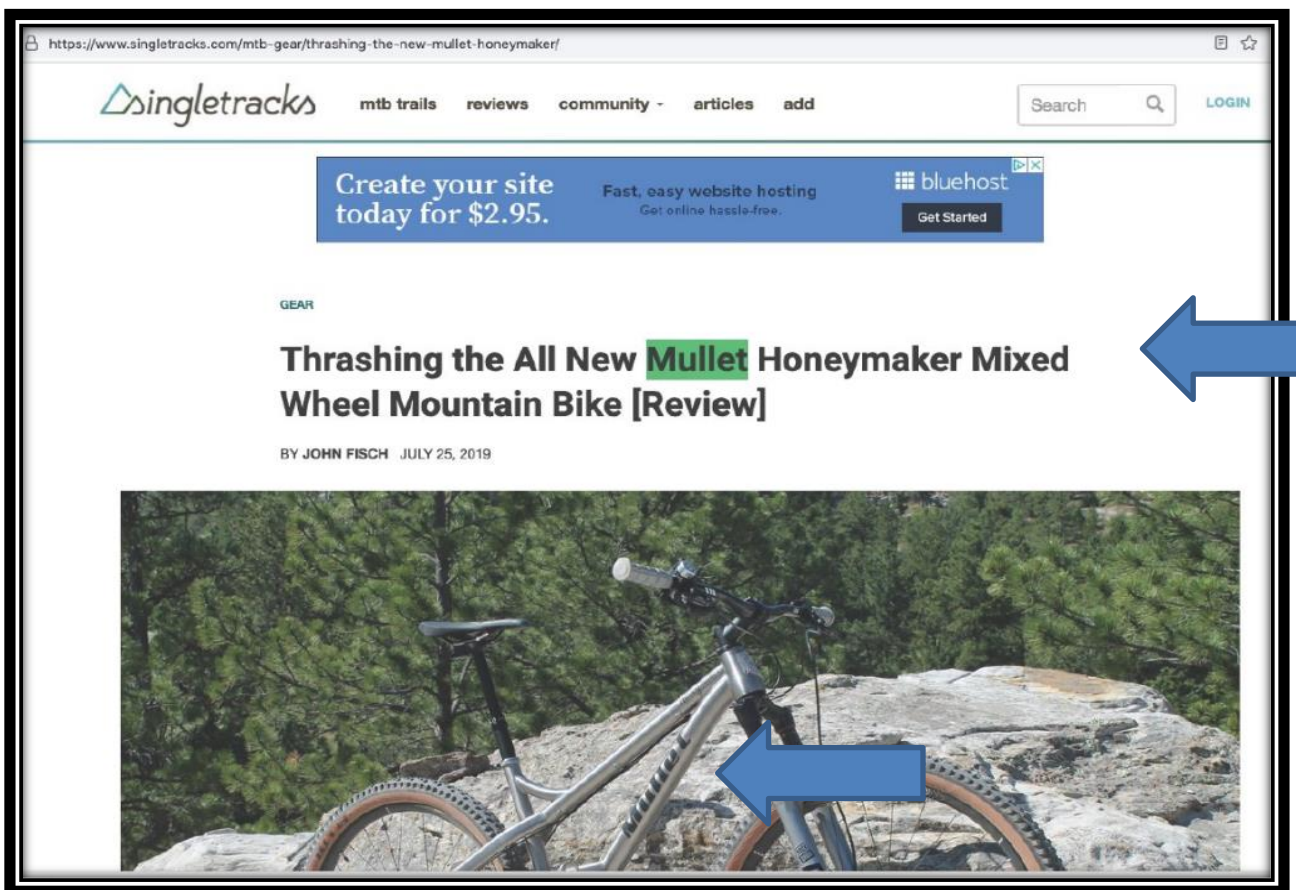 https://www.singletracks.com/mtb-gear/thrashing-the-new-mullet-honeymaker/
singletracks
mtb trails reviews community articles add
Search
LOGIN
Create your site
today for $2.95.
Fast, easy website hosting
Get online hassle-free.
bluehost
Get Started
GEAR
Thrashing the All New Mullet Honeymaker Mixed
Wheel Mountain Bike [Review]
BY JOHN FISCH JULY 25, 2019
mullet